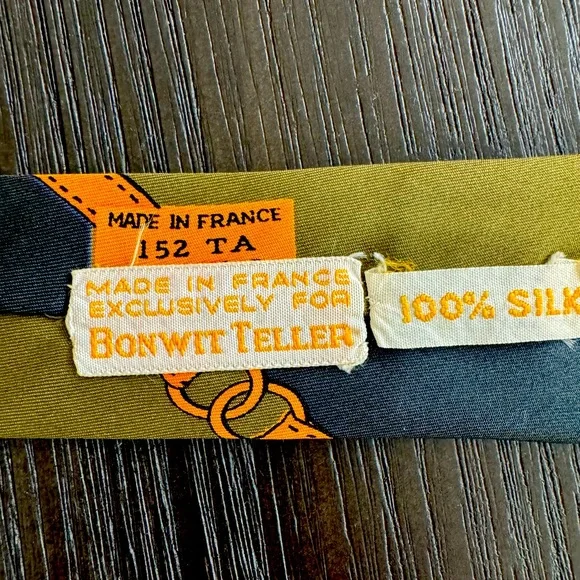 MADE IN FRANCE
152 TA
MADE IN FRANCE
EXCLUSIVELY FOR
BONWIT TELLER
100% SILK